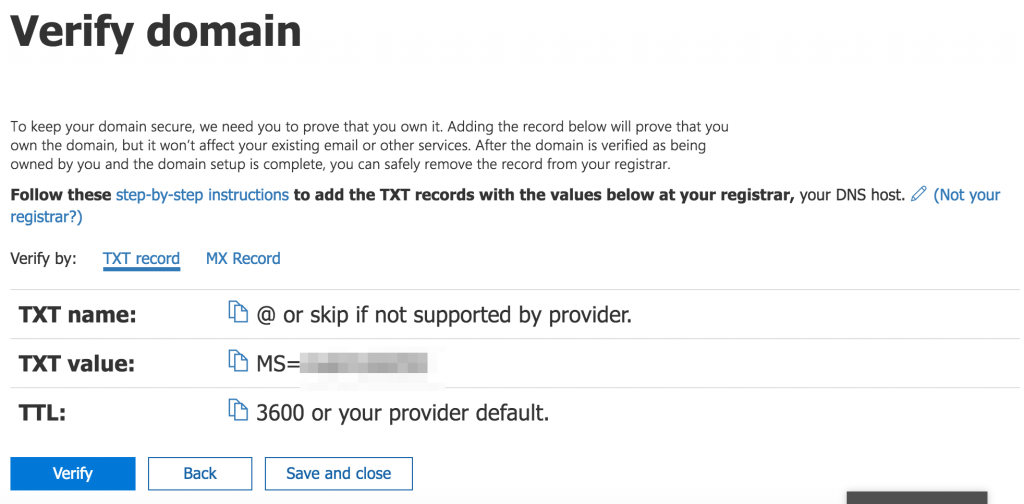 Verify domain
To keep your domain secure, we need you to prove that you own it. Adding the record below will prove that you
own the domain, but it won't affect your existing email or other services. After the domain is verified as being
owned by you and the domain setup is complete, you can safely remove the record from your registrar.
Follow these step-by-step instructions to add the TXT records with the values below at your registrar, your DNS host. (Not your
registrar?)
Verify by: TXT record MX Record
TXT name: @ or skip if not supported by provider.
TXT value: MS=
TTL: 3600 or your provider default.
Verify Back Save and close